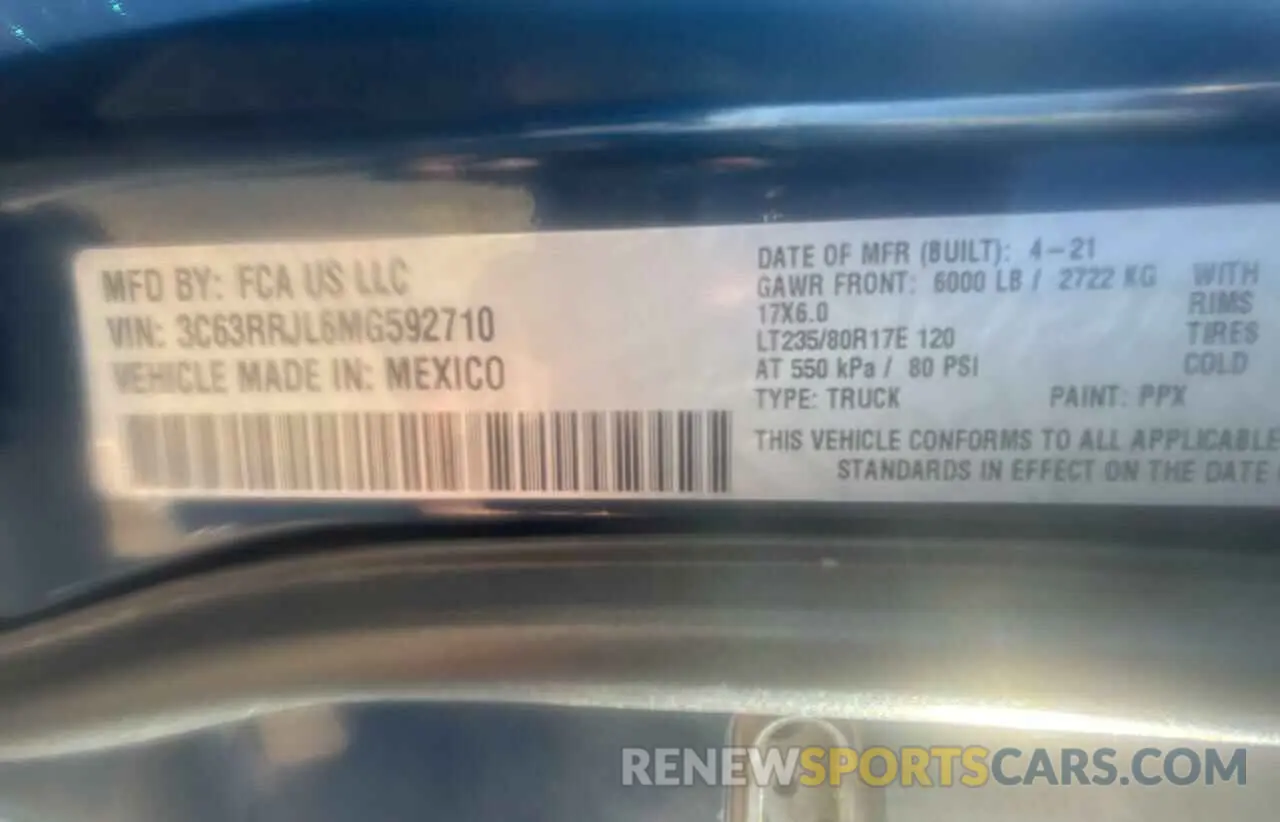 MFD BY: FCA US LLC
VIN: 3C63RRJL6MG592710
VEHICLE MADE IN: MEXICO
DATE OF MFR (BUILT): 4-21
GAWR FRONT: 6000 LB / 2722 KG WITH
17X6.0 RIMS
LT235/80R17E 120 TIRES
AT 550 kPa / 80 PSI COLD
TYPE: TRUCK PAINT: PPX
THIS VEHICLE CONFORMS TO ALL APPLICABLE
STANDARDS IN EFFECT ON THE DATE
RENEWSPORTSCARS.COM